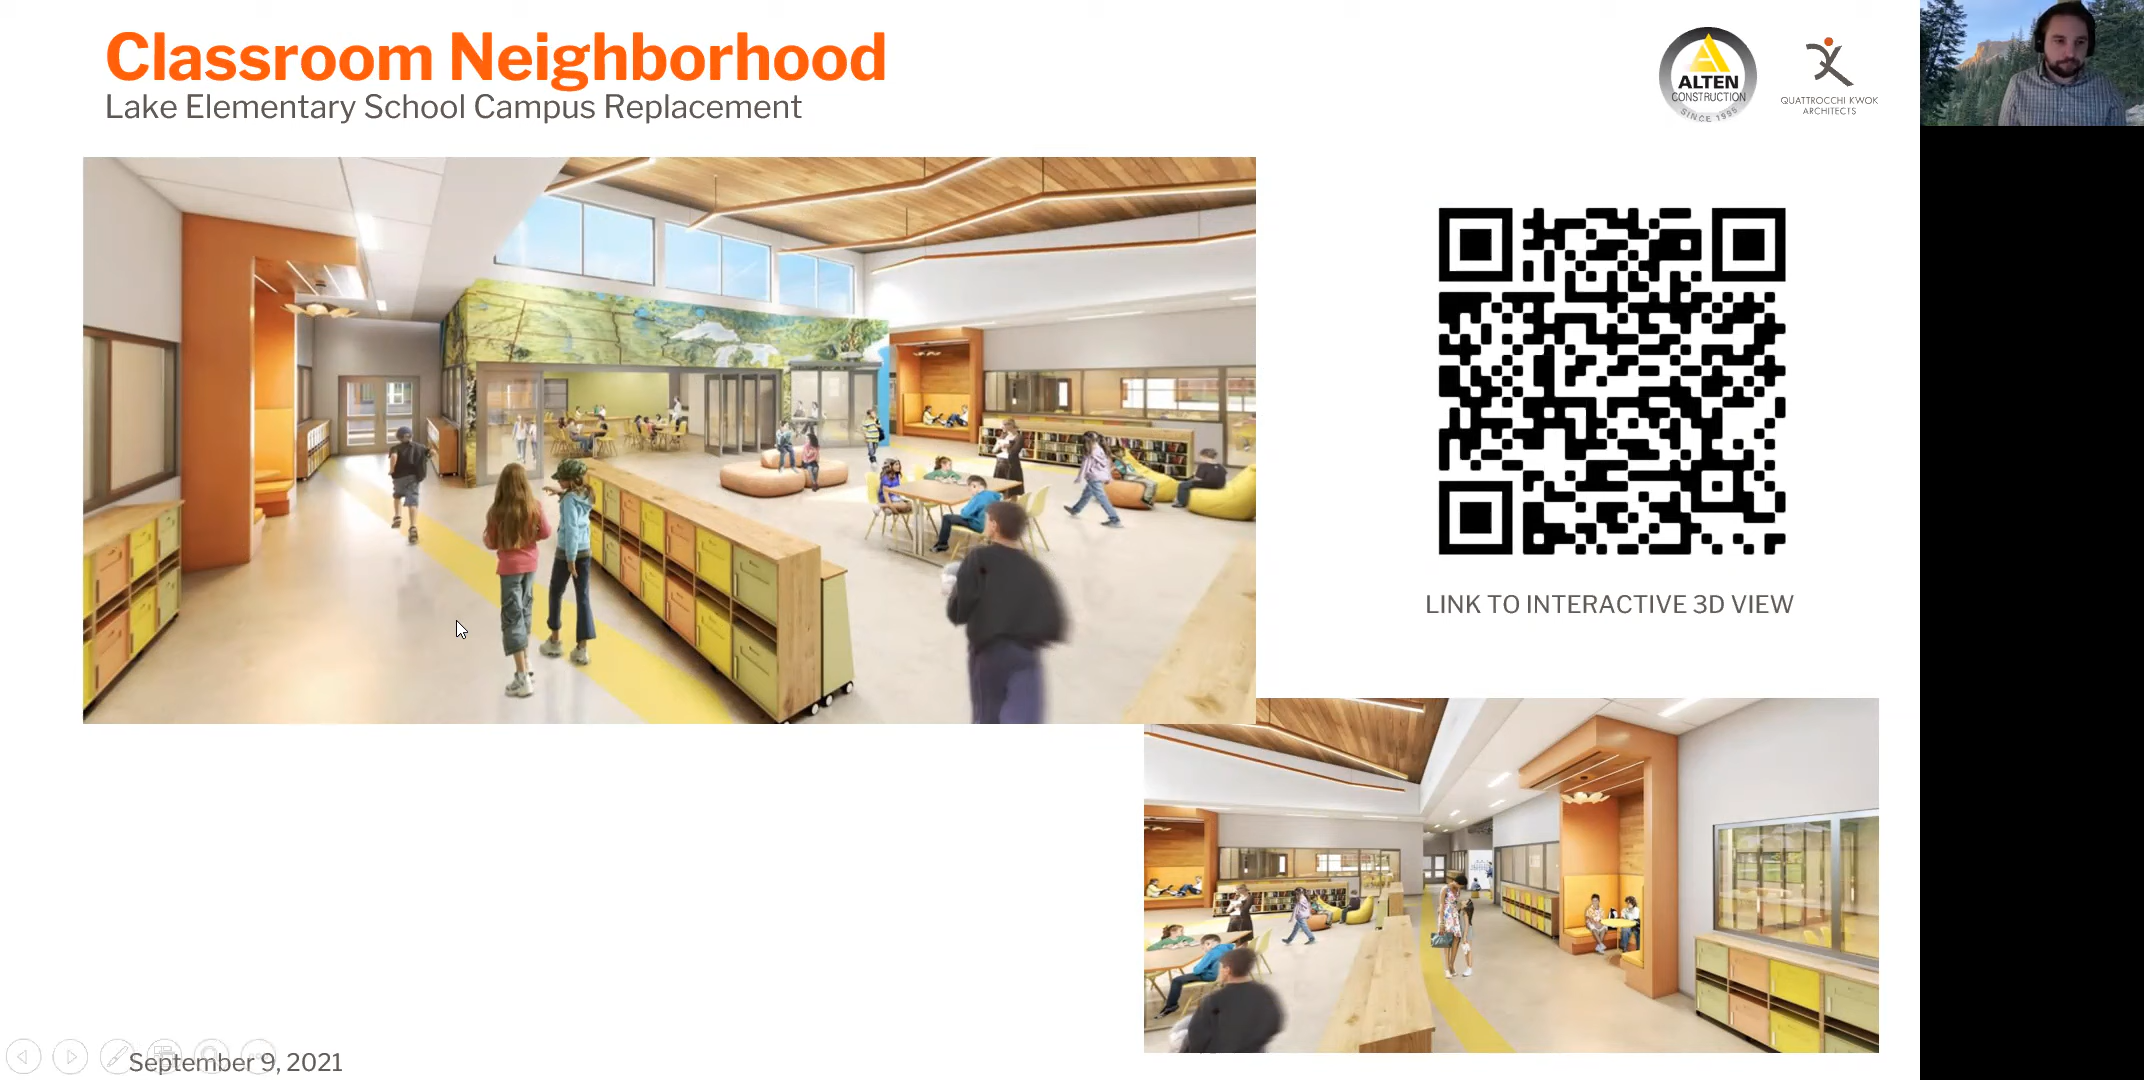 Classroom Neighborhood
Lake Elementary School Campus Replacement
ALTEN
CONSTRUCTION
SINCE 1995
QUATTROCCHI KWOK
ARCHITECTS
LINK TO INTERACTIVE 3D VIEW
September 9, 2021